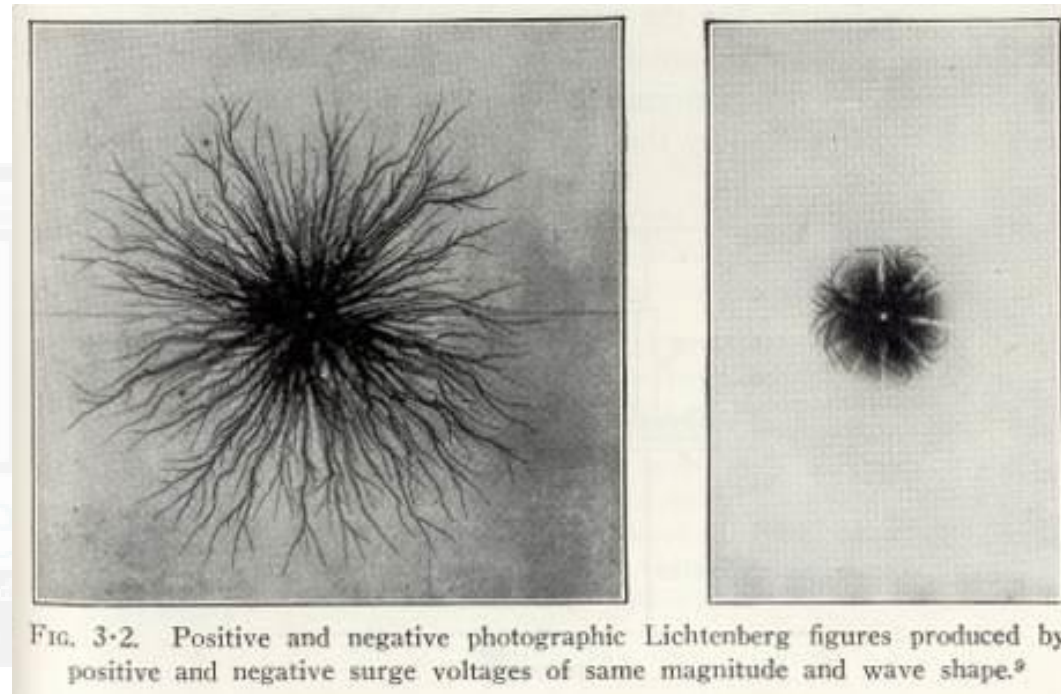 FIG. 3·2. Positive and negative photographic Lichtenberg figures produced by
positive and negative surge voltages of same magnitude and wave shape.⁹